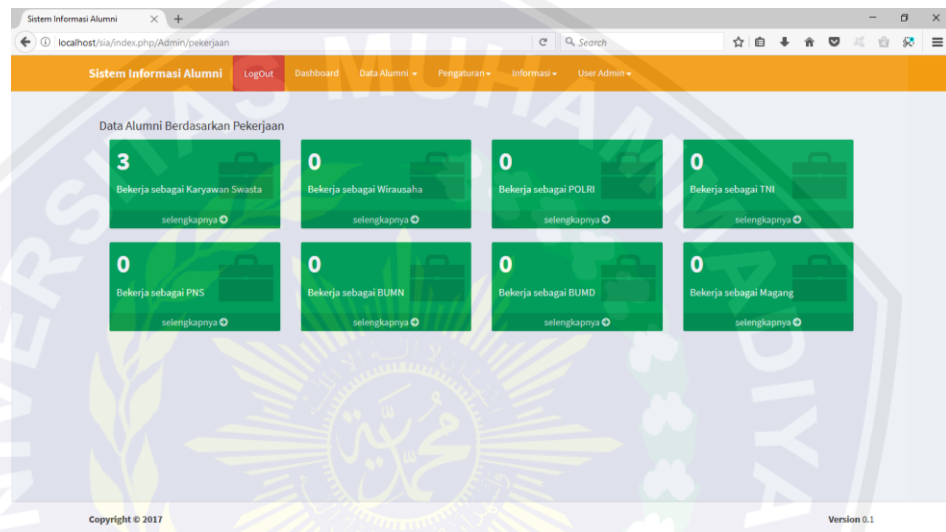 Sistem Informasi Alumni
localhost/sia/index.php/Admin/pekerjaan
Search
Sistem Informasi Alumni LogOut Dashboard Data Alumni Pengaturan Informasi User Admin
Data Alumni Berdasarkan Pekerjaan
3 0 0 0
Bekerja sebagai Karyawan Swasta Bekerja sebagai Wirausaha Bekerja sebagai POLRI Bekerja sebagai TNI
selengkapnya selengkapnya selengkapnya selengkapnya
0 0 0 0
Bekerja sebagai PNS Bekerja sebagai BUMN Bekerja sebagai BUMD Bekerja sebagai Magang
selengkapnya selengkapnya selengkapnya selengkapnya
Copyright © 2017 Version 0.1